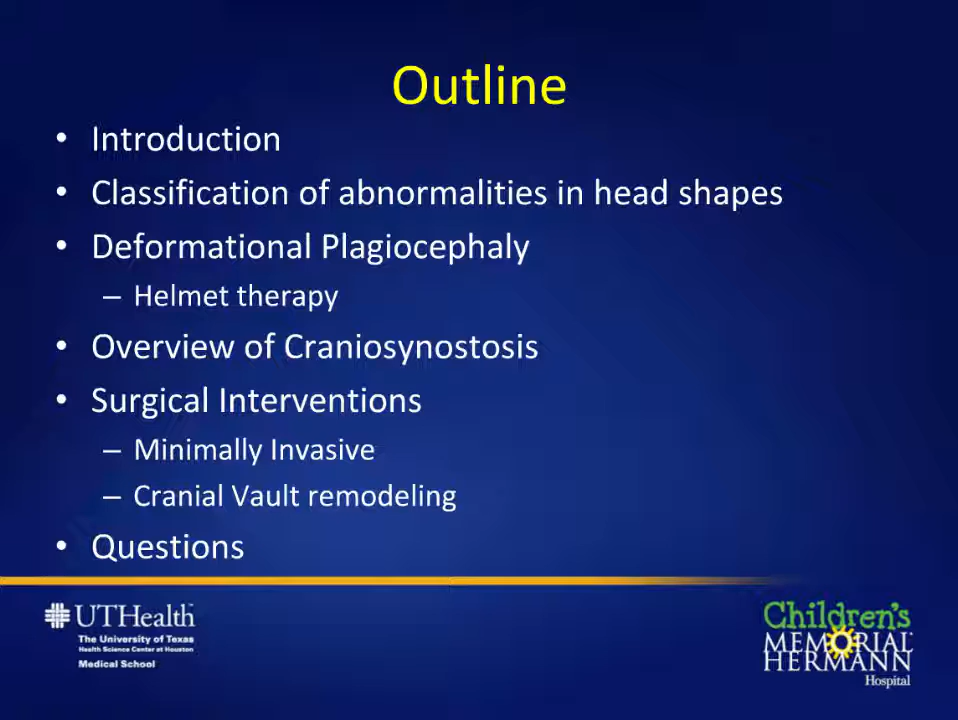 Outline
• Introduction
• Classification of abnormalities in head shapes
• Deformational Plagiocephaly
– Helmet therapy
• Overview of Craniosynostosis
• Surgical Interventions
– Minimally Invasive
– Cranial Vault remodeling
• Questions
UTHealth
The University of Texas
Health Science Center at Houston
Medical School
Children's
MEMORIAL
HERMANN
Hospital